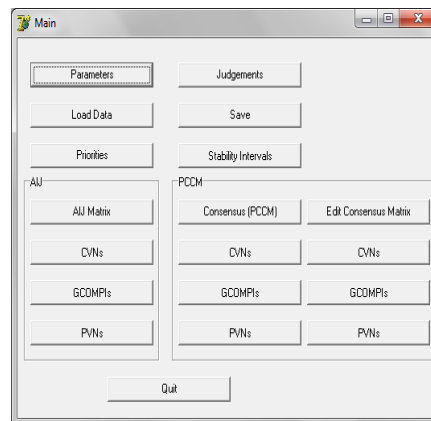 Main
Parameters Judgements
Load Data Save
Priorities Stability Intervals
AIJ PCCM
AIJ Matrix Consensus (PCCM) Edit Consensus Matrix
CVNs CVNs CVNs
GCOMPIs GCOMPIs GCOMPIs
PVNs PVNs PVNs
Quit